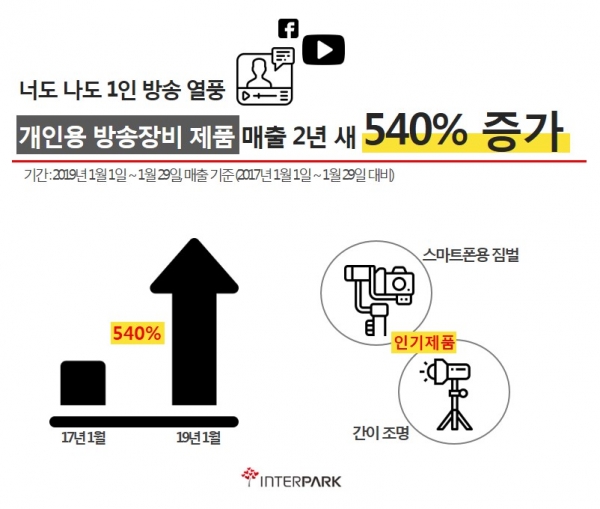 너도 나도 1인 방송 열풍
개인용 방송장비 제품 매출 2년 새 540% 증가
기간 : 2019년 1월 1일 ~ 1월 29일, 매출 기준 (2017년 1월 1일 ~ 1월 29일 대비)
스마트폰용 짐벌
540%
인기제품
간이 조명
17년 1월
19년 1월
INTERPARK